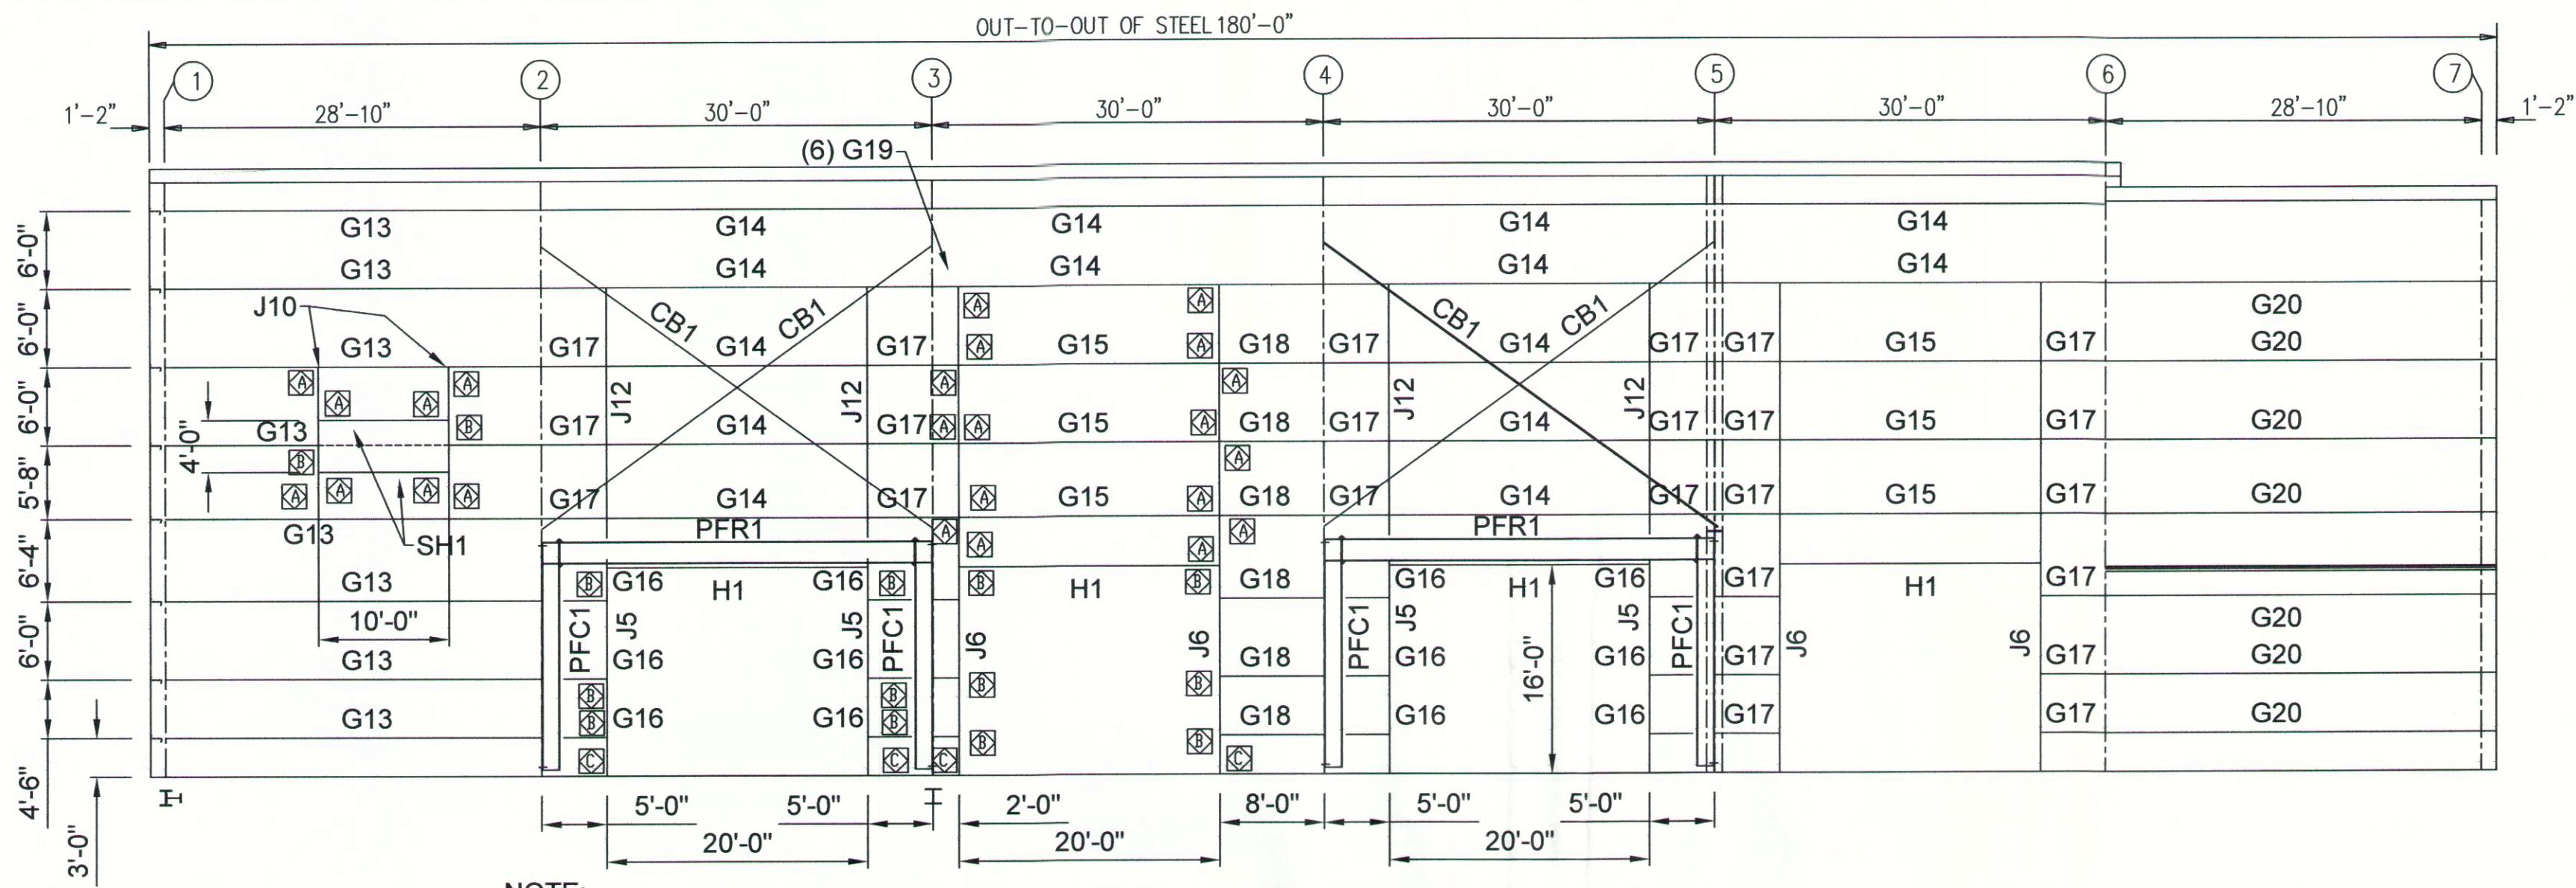 OUT-TO-OUT OF STEEL 180'-0"
1 2 3 4 5 6 7
1'-2" 28'-10" 30'-0" 30'-0" 30'-0" 30'-0" 28'-10" 1'-2"
(6) G19
6'-0" G13 G14 G14 G14 G14
G13 G14 G14 G14 G14
J10 CB1 CB1 A A CB1 CB1 G20
6'-0" G13 G17 G14 G17 A G15 A G18 G17 G14 G17 G17 G15 G17 G20
A A A A
A A J12 J12 J12 J12
6'-0" 4'-0" G13 B G17 G14 G17 A A G15 A G18 G17 G14 G17 G17 G15 G17 G20
B A
5'-8" A A A A G17 G14 G17 A G15 A G18 G17 G14 G17 G17 G15 G17 G20
G13 SH1 PFR1 A A A A PFR1
6'-4" G13 B G16 H1 G16 B B H1 B G18 G16 H1 G16 G17 H1 G17
10'-0" PFC1 J5 J5 PFC1 J6 J6 PFC1 J5 J5 PFC1 J6 J6 G20
6'-0" G13 G16 G16 G18 G16 16'-0" G16 G17 G17 G20
B B B B
G13 B G16 G16 B G18 G16 G16 G17 G17 G20
B B
4'-6" C C C C
3'-0" 5'-0" 5'-0" 2'-0" 8'-0" 5'-0" 5'-0"
20'-0" 20'-0" 20'-0"
NOTE: